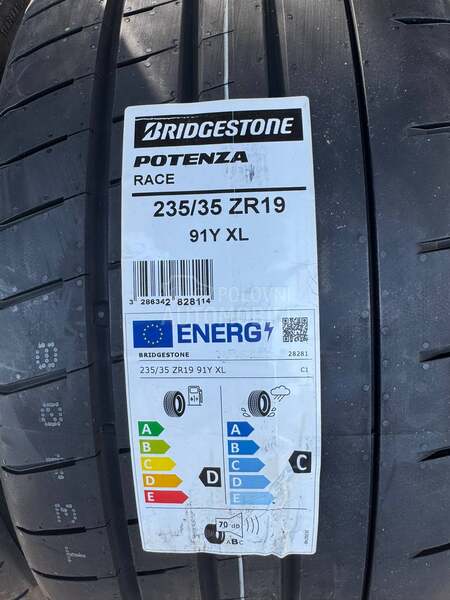 BRIDGESTONE
POTENZA
RACE
235/35 ZR19
91Y XL
3 286342 828114
ENERG
BRIDGESTONE 28281
235/35 ZR19 91Y XL C1
A
B
C
D
E
D
A
B
C
D
E
C
70 dB
ABC